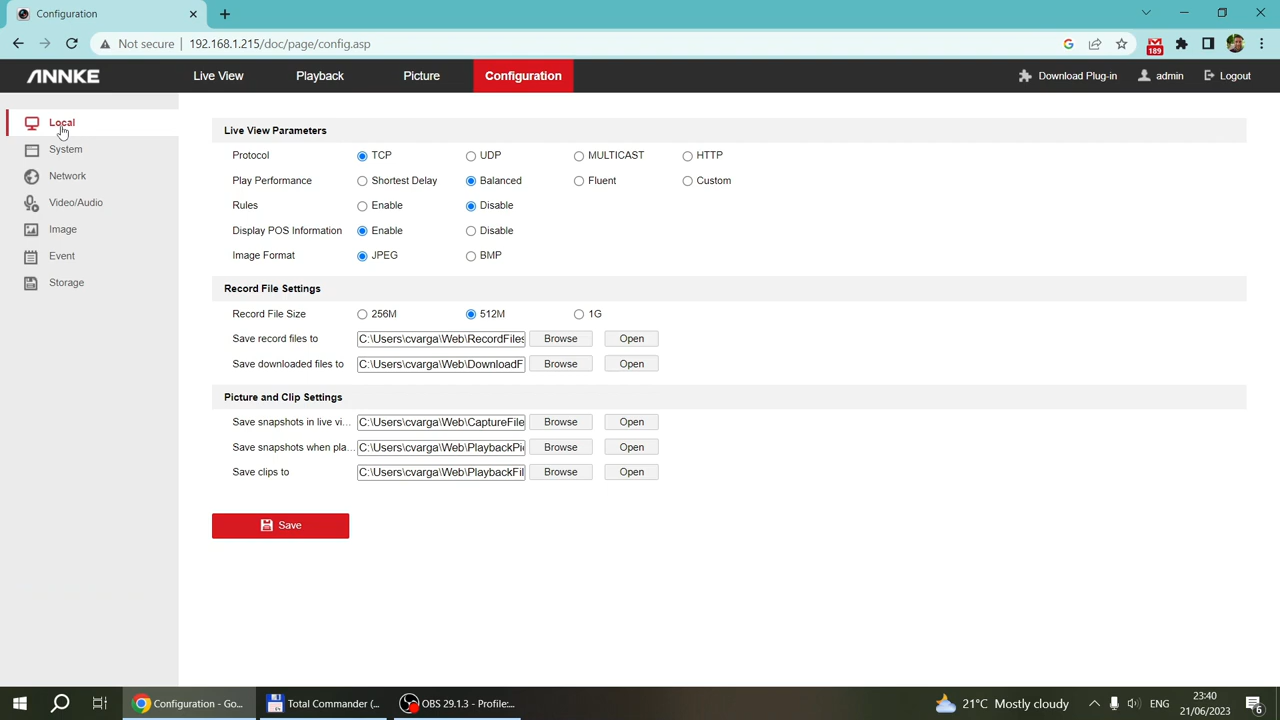 Configuration
Not secure 192.168.1.215/doc/page/config.asp
189
ANNKE Live View Playback Picture Configuration Download Plug-in admin Logout
Local
System
Network
Video/Audio
Image
Event
Storage
Live View Parameters
Protocol TCP UDP MULTICAST HTTP
Play Performance Shortest Delay Balanced Fluent Custom
Rules Enable Disable
Display POS Information Enable Disable
Image Format JPEG BMP
Record File Settings
Record File Size 256M 512M 1G
Save record files to C:\Users\cvarga\Web\RecordFiles Browse Open
Save downloaded files to C:\Users\cvarga\Web\DownloadF Browse Open
Picture and Clip Settings
Save snapshots in live vi... C:\Users\cvarga\Web\CaptureFile Browse Open
Save snapshots when pla... C:\Users\cvarga\Web\PlaybackPi Browse Open
Save clips to C:\Users\cvarga\Web\PlaybackFil Browse Open
Save
Configuration - Go... Total Commander (... OBS 29.1.3 - Profile:... 21°C Mostly cloudy ENG 23:40
21/06/2023 6